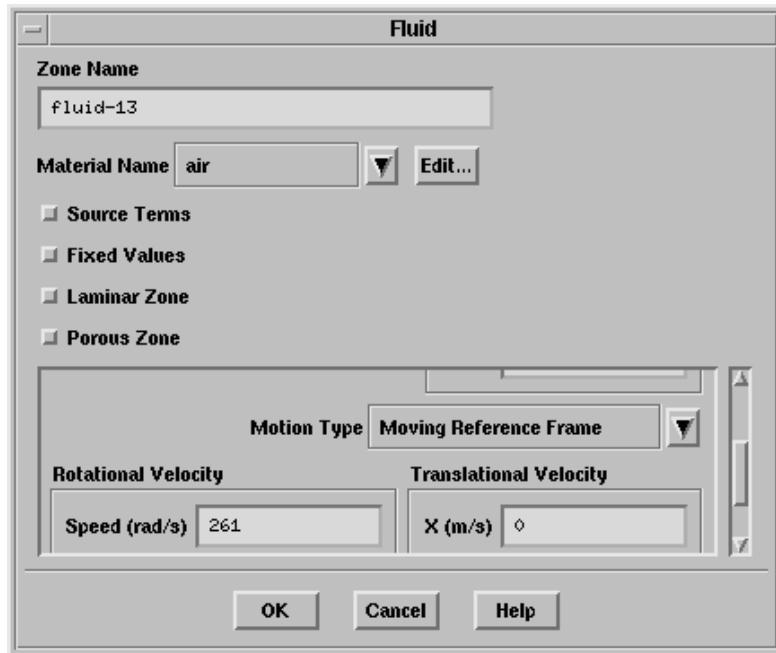 Fluid
Zone Name
fluid-13
Material Name air Edit...
Source Terms
Fixed Values
Laminar Zone
Porous Zone
Motion Type Moving Reference Frame
Rotational Velocity Translational Velocity
Speed (rad/s) 261 X (m/s) 0
OK Cancel Help